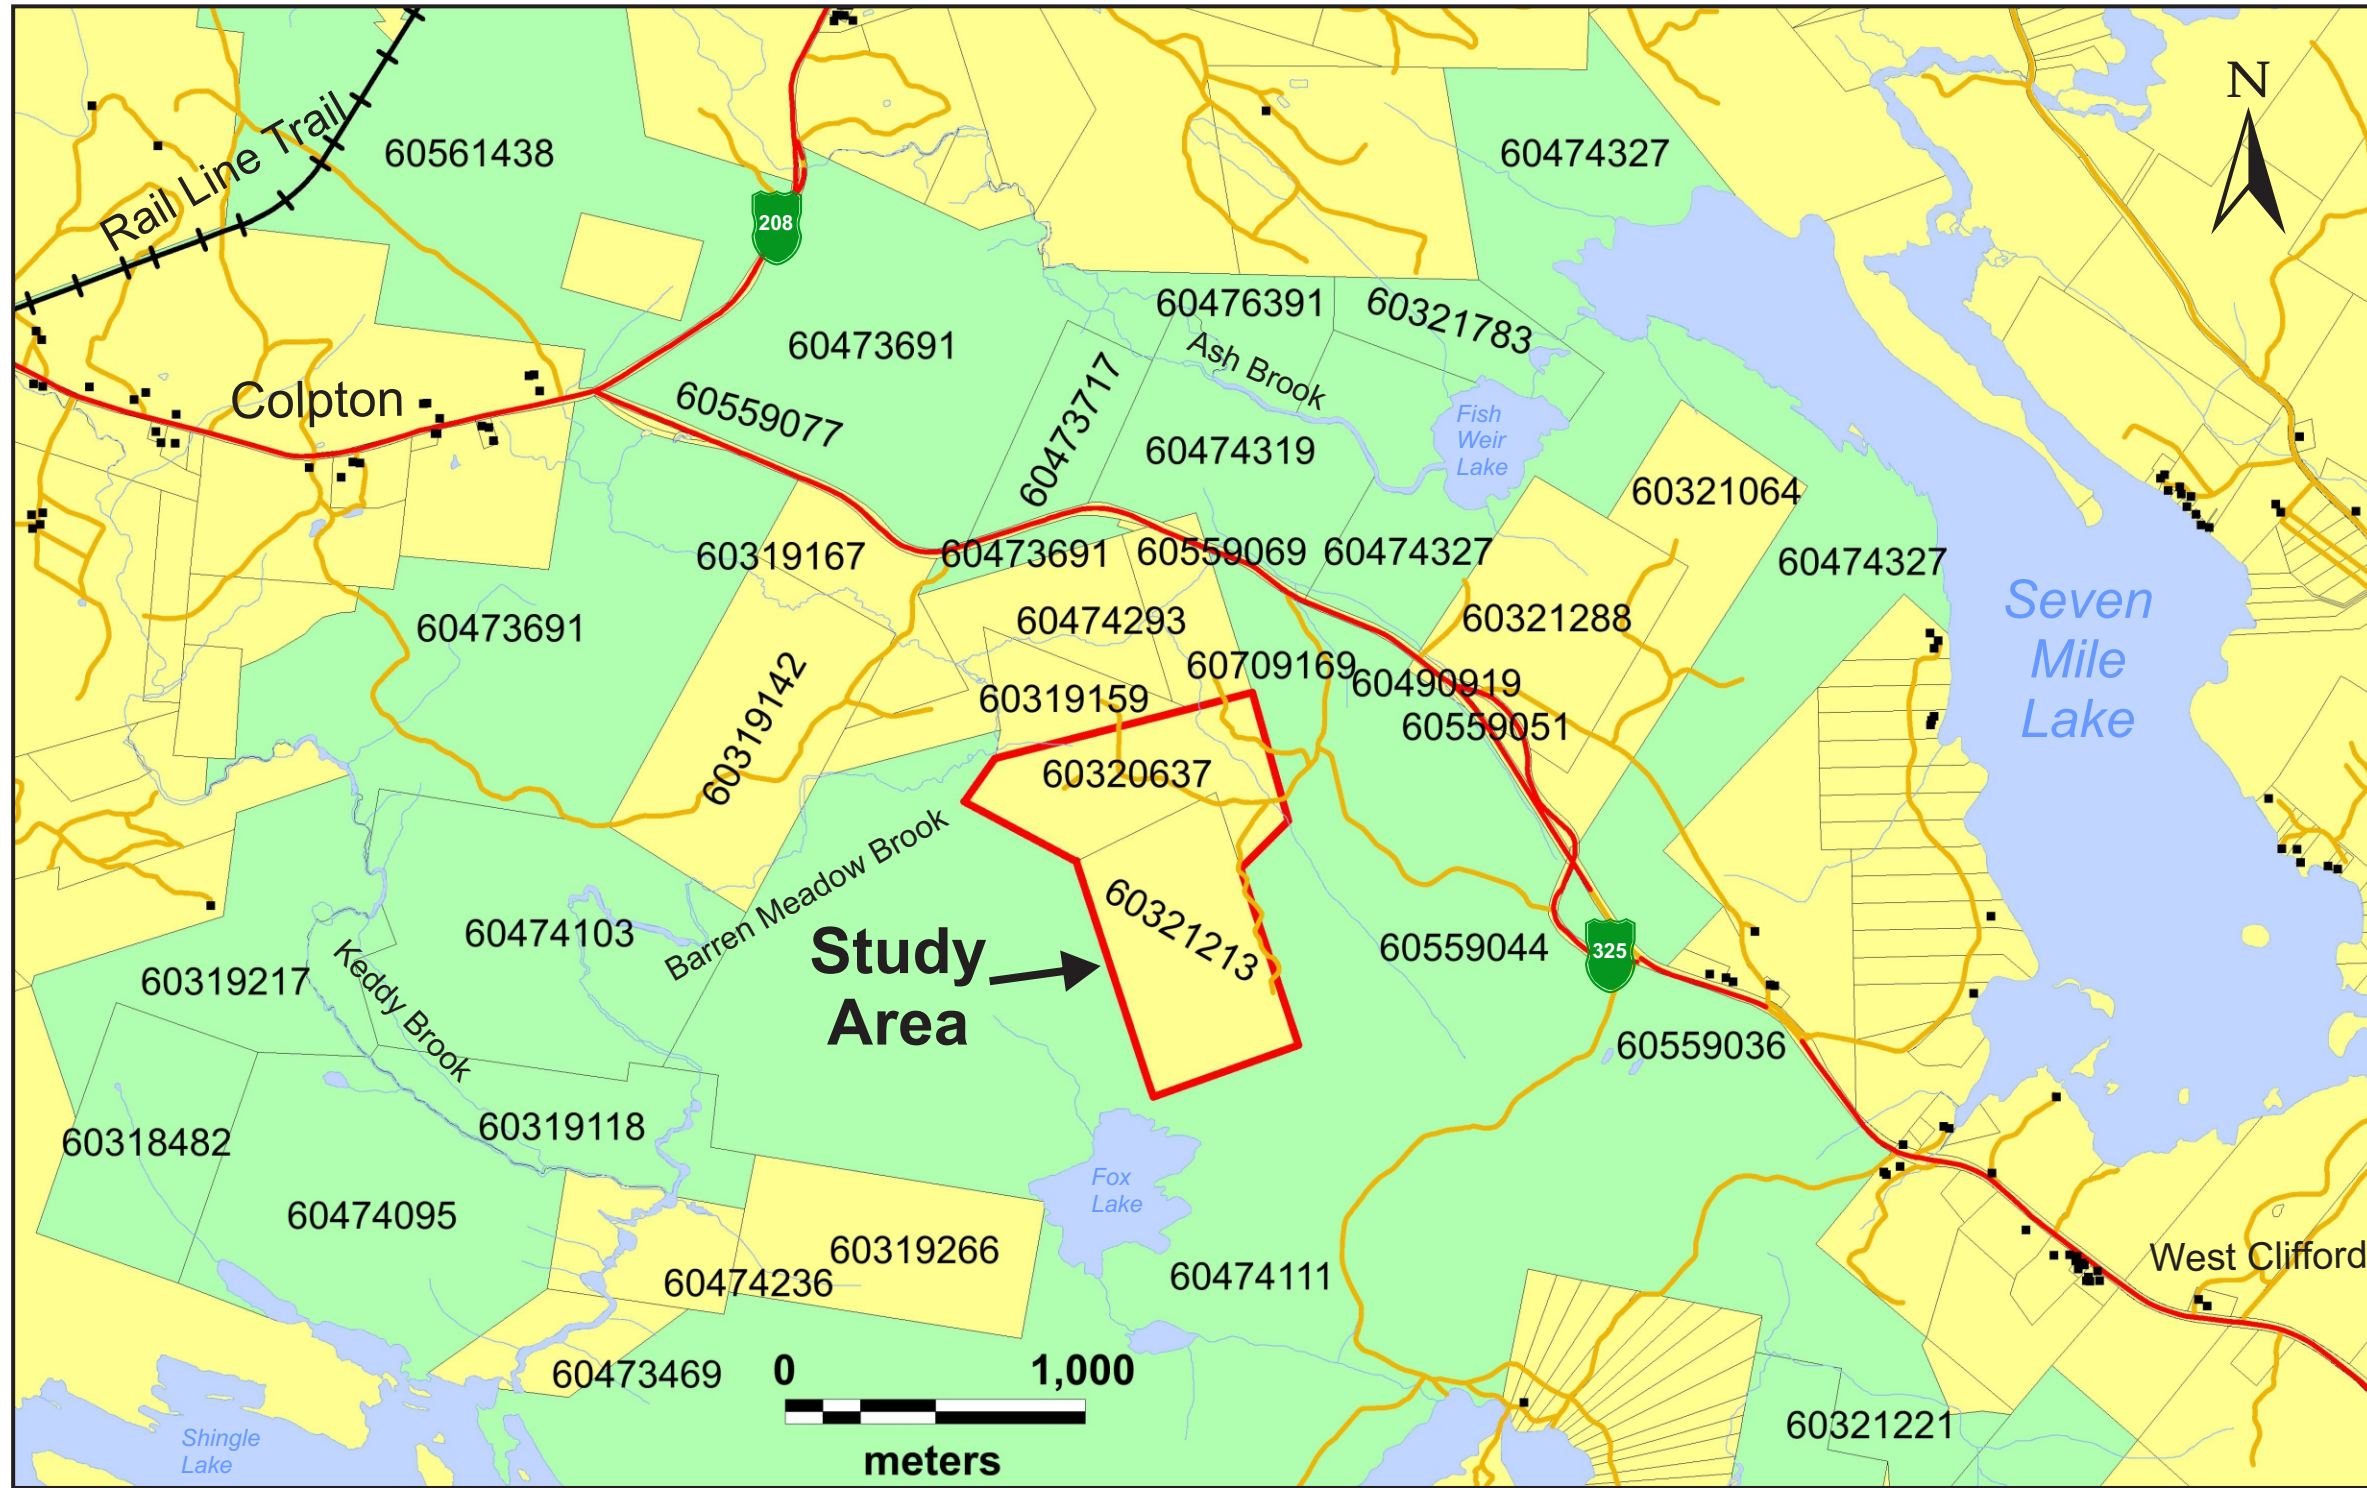 N
Rail Line Trail
60561438
60474327
208
60476391
60321783
60473691
Ash Brook
Colpton
60559077
60473717
60474319
Fish
Weir
Lake
60321064
60319167
60473691
60559069
60474327
60474327
60473691
60474293
60321288
Seven
Mile
Lake
60319142
60319159
60709169
60490919
60559051
60320637
Barren Meadow Brook
60321213
60474103
Keddy Brook
60319217
Study
Area
60559044
325
60559036
60318482
60319118
60474095
Fox
Lake
60319266
60474236
60474111
West Clifford
60473469
0
1,000
meters
60321221
Shingle
Lake